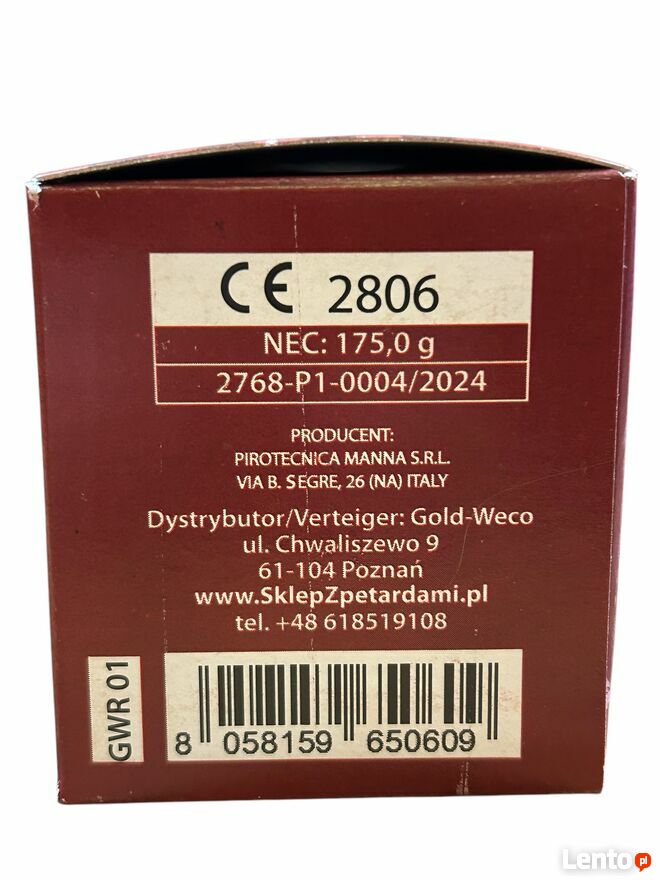 CE 2806
NEC: 175,0 g
2768-P1-0004/2024
PRODUCENT:
PIROTECNICA MANNA S.R.L.
VIA B. SEGRE, 26 (NA) ITALY
Dystrybutor/Verteiger: Gold-Weco
ul. Chwaliszewo 9
61-104 Poznań
www.SklepZpetardami.pl
tel. +48 618519108
GWR 01
8 058159 650609
Lento.pl